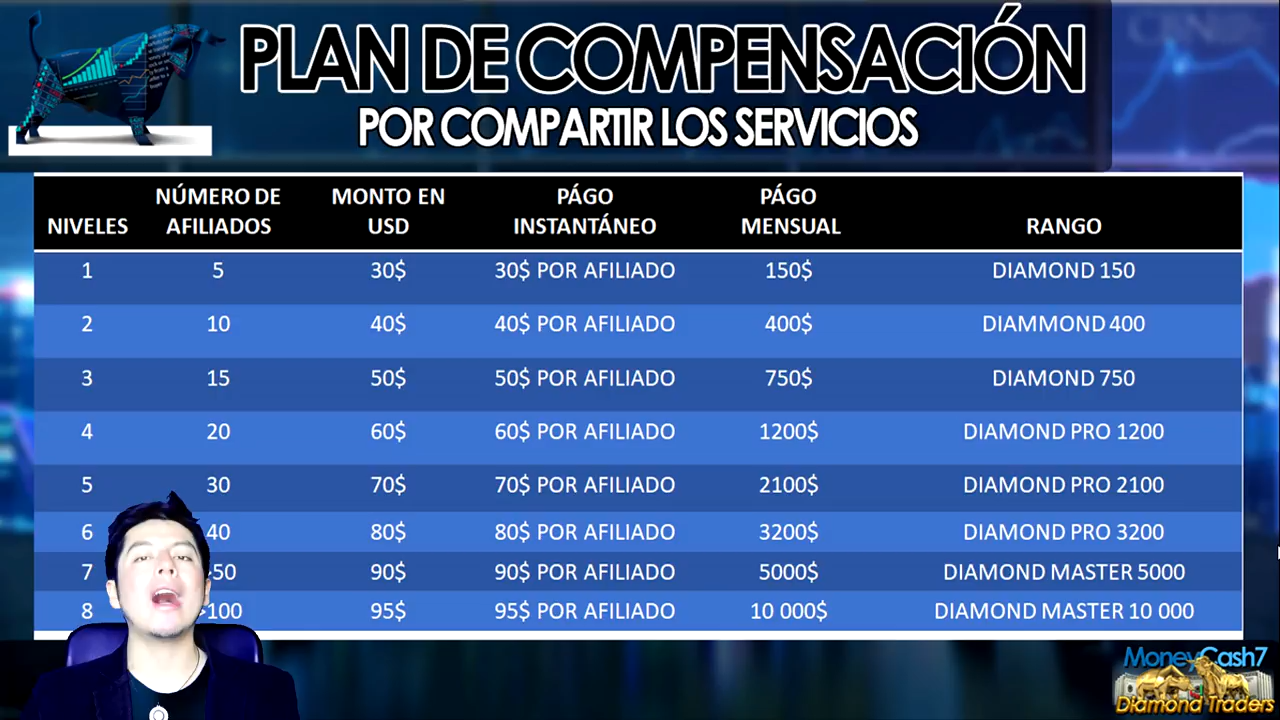 PLAN DE COMPENSACIÓN
POR COMPARTIR LOS SERVICIOS
NIVELES NÚMERO DE AFILIADOS MONTO EN USD PÁGO INSTANTÁNEO PÁGO MENSUAL RANGO
1 5 30$ 30$ POR AFILIADO 150$ DIAMOND 150
2 10 40$ 40$ POR AFILIADO 400$ DIAMMOND 400
3 15 50$ 50$ POR AFILIADO 750$ DIAMOND 750
4 20 60$ 60$ POR AFILIADO 1200$ DIAMOND PRO 1200
5 30 70$ 70$ POR AFILIADO 2100$ DIAMOND PRO 2100
6 40 80$ 80$ POR AFILIADO 3200$ DIAMOND PRO 3200
7 >50 90$ 90$ POR AFILIADO 5000$ DIAMOND MASTER 5000
8 >100 95$ 95$ POR AFILIADO 10 000$ DIAMOND MASTER 10 000
MoneyCash7
Diamond Traders